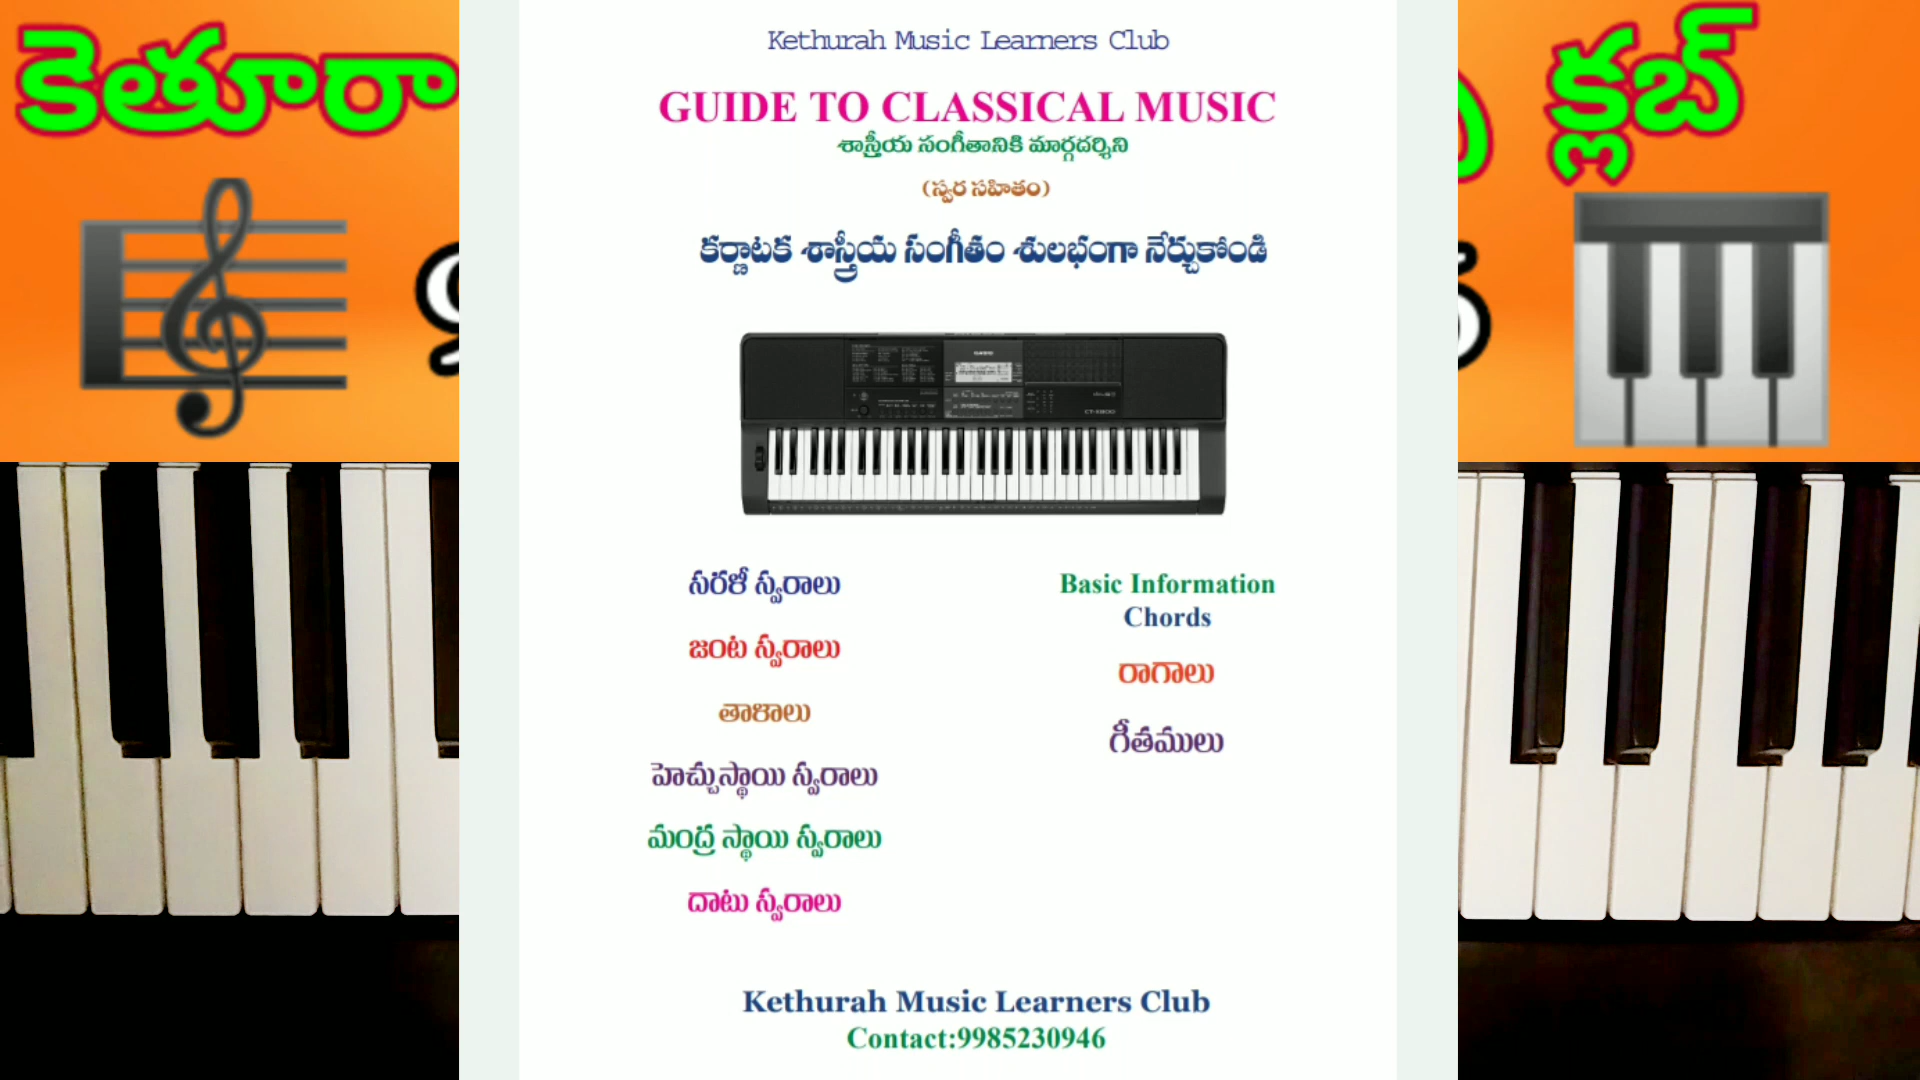 కెతూరా
క్లబ్
Kethurah Music Learners Club
GUIDE TO CLASSICAL MUSIC
శాస్త్రీయ సంగీతానికి మార్గదర్శిని
(స్వర సహితం)
కర్ణాటక శాస్త్రీయ సంగీతం శులభంగా నేర్చుకోండి
CASIO
సరళీ స్వరాలు
జంట స్వరాలు
తాళాలు
హెచ్చుస్థాయి స్వరాలు
మంద్ర స్థాయి స్వరాలు
దాటు స్వరాలు
Basic Information
Chords
రాగాలు
గీతములు
Kethurah Music Learners Club
Contact:9985230946